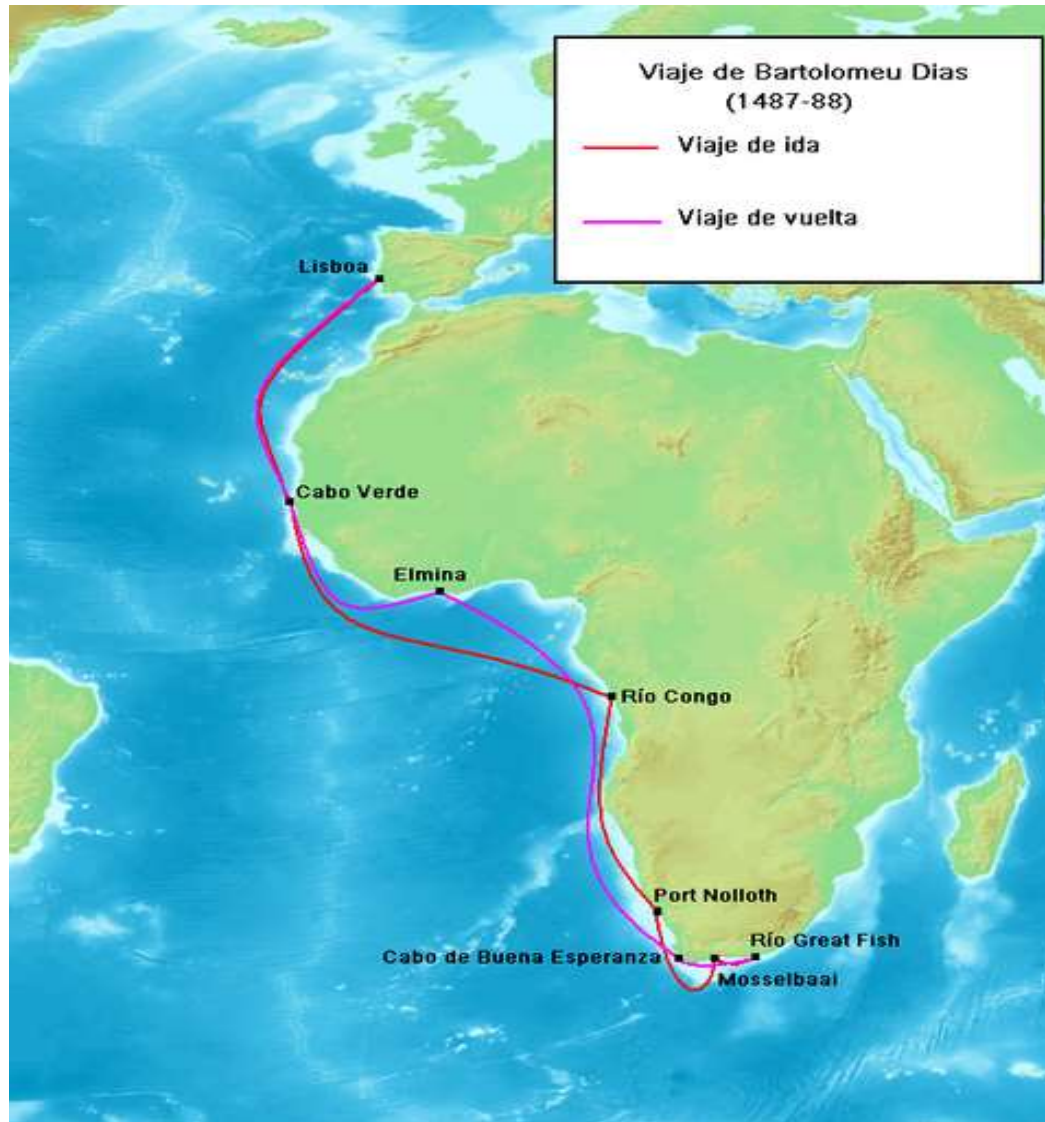 Viaje de Bartolomeu Dias
(1487-88)
Viaje de ida
Viaje de vuelta
Lisboa
Cabo Verde
Elmina
Río Congo
Port Nolloth
Río Great Fish
Cabo de Buena Esperanza
Mosselbaai